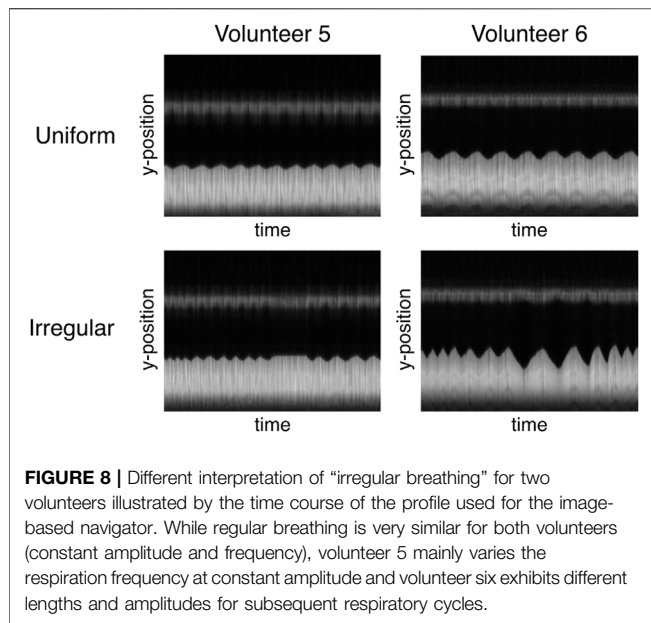 Volunteer 5 Volunteer 6
Uniform
y-position
y-position
time
time
Irregular
y-position
y-position
time
time
FIGURE 8 | Different interpretation of “irregular breathing” for two
volunteers illustrated by the time course of the profile used for the image-
based navigator. While regular breathing is very similar for both volunteers
(constant amplitude and frequency), volunteer 5 mainly varies the
respiration frequency at constant amplitude and volunteer six exhibits different
lengths and amplitudes for subsequent respiratory cycles.